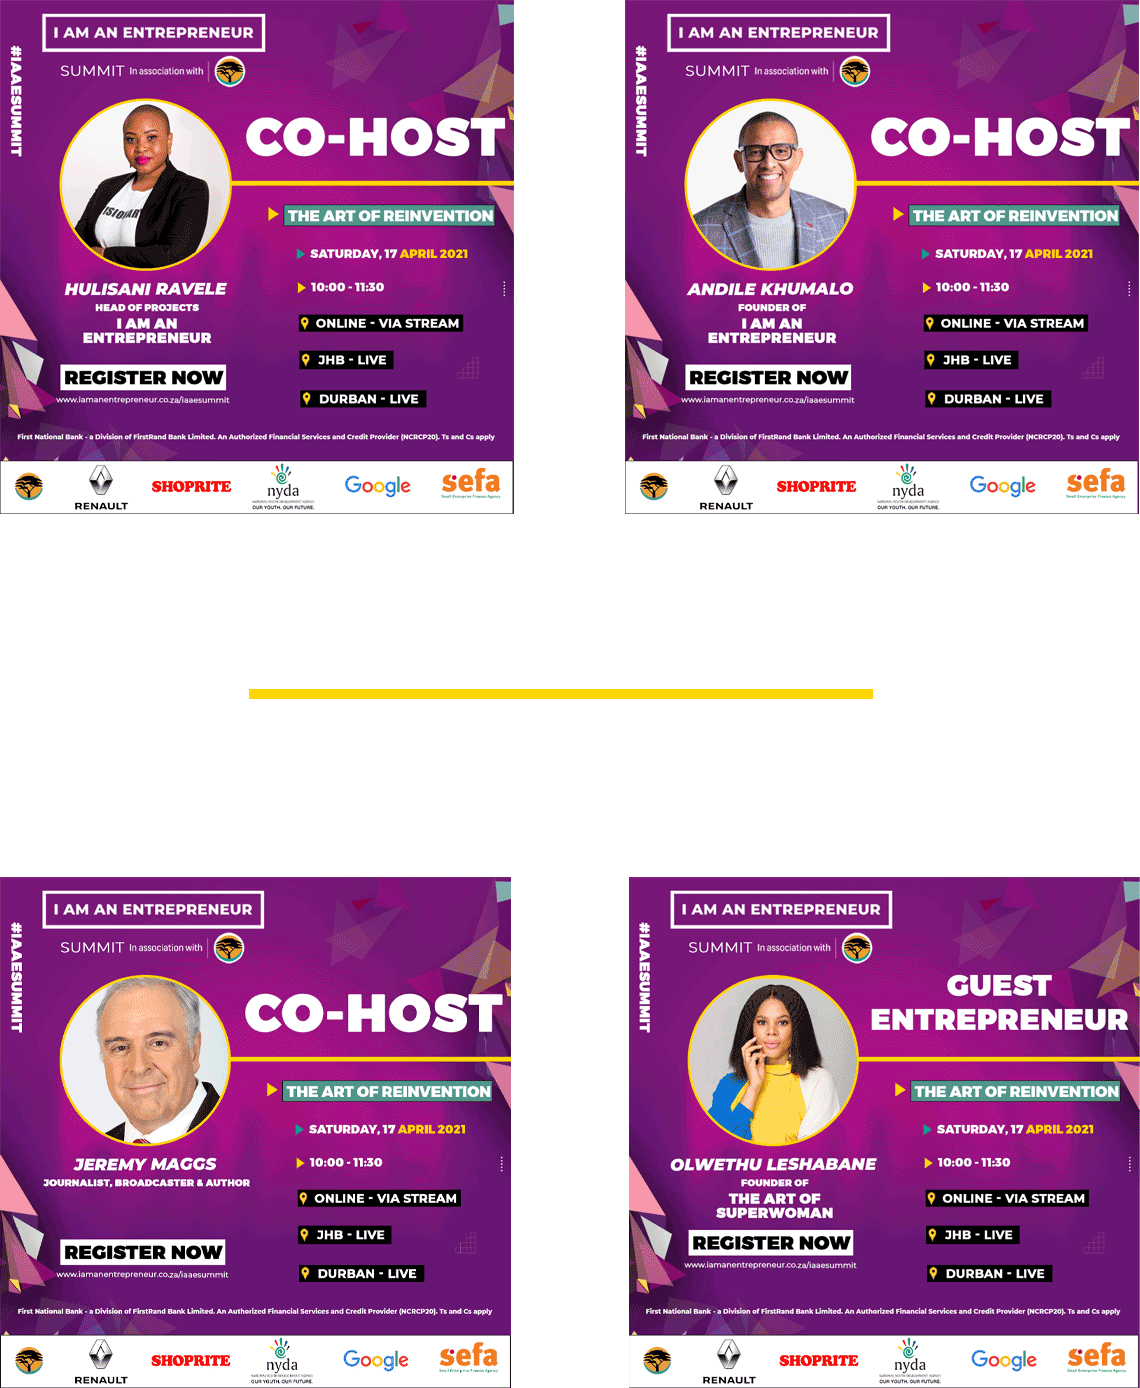 I AM AN ENTREPRENEUR
SUMMIT In association with
#IAAESUMMIT
CO-HOST
THE ART OF REINVENTION
SATURDAY, 17 APRIL 2021
HULISANI RAVELE
HEAD OF PROJECTS
I AM AN
ENTREPRENEUR
10:00 - 11:30
ONLINE - VIA STREAM
JHB - LIVE
DURBAN - LIVE
REGISTER NOW
www.iamanentrepreneur.co.za/iaaesummit
First National Bank - a Division of FirstRand Bank Limited. An Authorized Financial Services and Credit Provider (NCRCP20). Ts and Cs apply
RENAULT
SHOPRITE
nyda
NATIONAL YOUTH DEVELOPMENT AGENCY
OUR YOUTH. OUR FUTURE.
Google
sefa
Small Enterprise Finance Agency
I AM AN ENTREPRENEUR
SUMMIT In association with
#IAAESUMMIT
CO-HOST
THE ART OF REINVENTION
SATURDAY, 17 APRIL 2021
ANDILE KHUMALO
FOUNDER OF
I AM AN
ENTREPRENEUR
10:00 - 11:30
ONLINE - VIA STREAM
JHB - LIVE
DURBAN - LIVE
REGISTER NOW
www.iamanentrepreneur.co.za/iaaesummit
First National Bank - a Division of FirstRand Bank Limited. An Authorized Financial Services and Credit Provider (NCRCP20). Ts and Cs apply
RENAULT
SHOPRITE
nyda
NATIONAL YOUTH DEVELOPMENT AGENCY
OUR YOUTH. OUR FUTURE.
Google
sefa
Small Enterprise Finance Agency
I AM AN ENTREPRENEUR
SUMMIT In association with
#IAAESUMMIT
CO-HOST
THE ART OF REINVENTION
SATURDAY, 17 APRIL 2021
JEREMY MAGGS
JOURNALIST, BROADCASTER & AUTHOR
10:00 - 11:30
ONLINE - VIA STREAM
JHB - LIVE
DURBAN - LIVE
REGISTER NOW
www.iamanentrepreneur.co.za/iaaesummit
First National Bank - a Division of FirstRand Bank Limited. An Authorized Financial Services and Credit Provider (NCRCP20). Ts and Cs apply
RENAULT
SHOPRITE
nyda
NATIONAL YOUTH DEVELOPMENT AGENCY
OUR YOUTH. OUR FUTURE.
Google
sefa
Small Enterprise Finance Agency
I AM AN ENTREPRENEUR
SUMMIT In association with
#IAAESUMMIT
GUEST
ENTREPRENEUR
THE ART OF REINVENTION
SATURDAY, 17 APRIL 2021
OLWETHU LESHABANE
FOUNDER OF
THE ART OF
SUPERWOMAN
10:00 - 11:30
ONLINE - VIA STREAM
JHB - LIVE
DURBAN - LIVE
REGISTER NOW
www.iamanentrepreneur.co.za/iaaesummit
First National Bank - a Division of FirstRand Bank Limited. An Authorized Financial Services and Credit Provider (NCRCP20). Ts and Cs apply
RENAULT
SHOPRITE
nyda
NATIONAL YOUTH DEVELOPMENT AGENCY
OUR YOUTH. OUR FUTURE.
Google
sefa
Small Enterprise Finance Agency